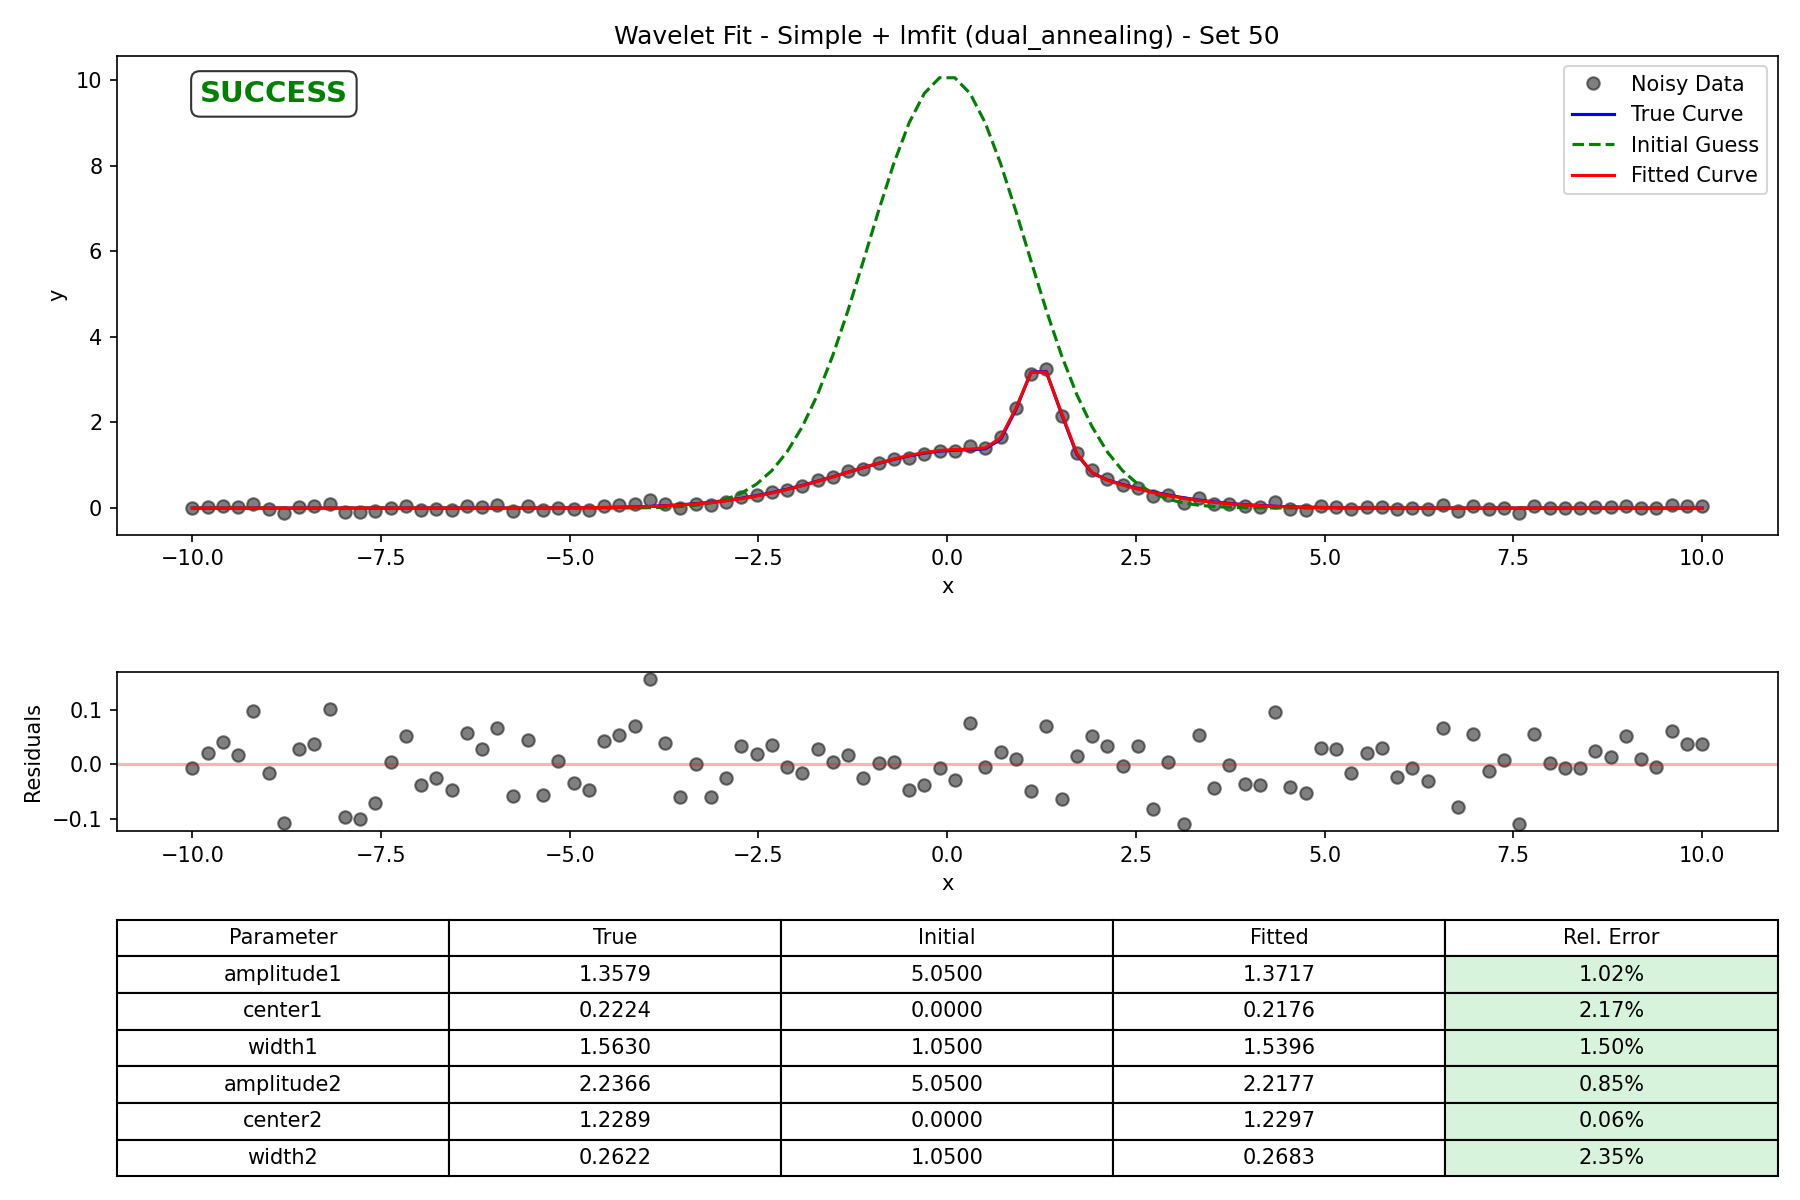 Wavelet Fit - Simple + lmfit (dual_annealing) - Set 50
SUCCESS
Noisy Data
True Curve
Initial Guess
Fitted Curve
y
10
8
6
4
2
0
−10.0 −7.5 −5.0 −2.5 0.0 2.5 5.0 7.5 10.0
x
Residuals
0.1
0.0
−0.1
−10.0 −7.5 −5.0 −2.5 0.0 2.5 5.0 7.5 10.0
x
Parameter True Initial Fitted Rel. Error
amplitude1 1.3579 5.0500 1.3717 1.02%
center1 0.2224 0.0000 0.2176 2.17%
width1 1.5630 1.0500 1.5396 1.50%
amplitude2 2.2366 5.0500 2.2177 0.85%
center2 1.2289 0.0000 1.2297 0.06%
width2 0.2622 1.0500 0.2683 2.35%